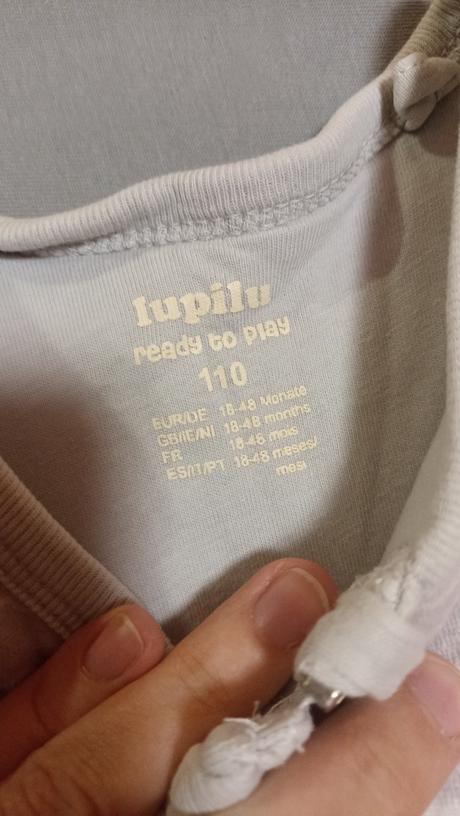 lupilu
ready to play
110
EUR/DE 18-48 Monate
GB/IE/NI 18-48 months
FR 18-48 mois
ES/IT/PT 18-48 meses/
mesi